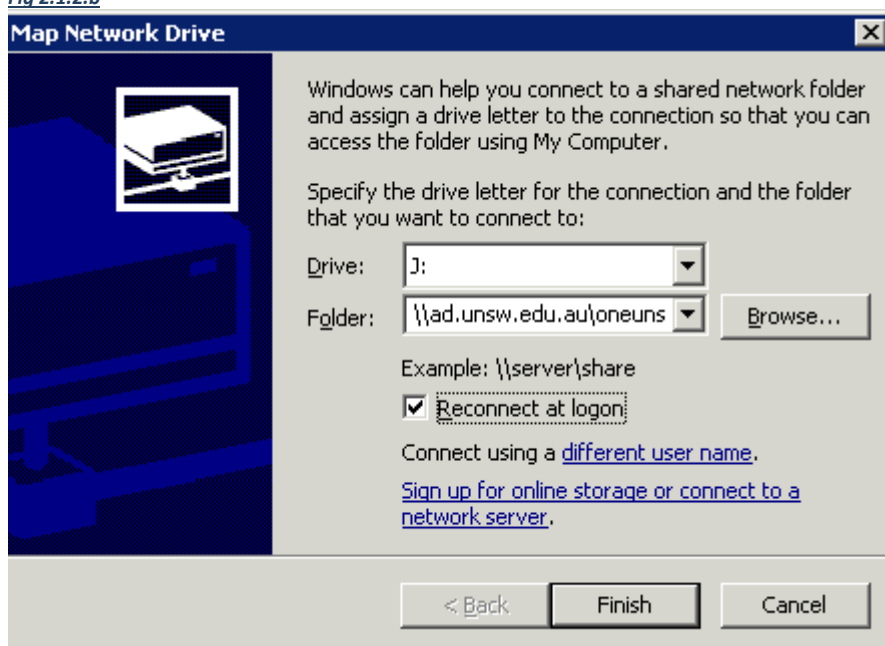 Fig 2.1.2.b
Map Network Drive
Windows can help you connect to a shared network folder
and assign a drive letter to the connection so that you can
access the folder using My Computer.
Specify the drive letter for the connection and the folder
that you want to connect to:
Drive: J:
Folder: \\ad.unsw.edu.au\oneuns Browse...
Example: \\server\share
Reconnect at logon
Connect using a different user name.
Sign up for online storage or connect to a
network server.
< Back Finish Cancel